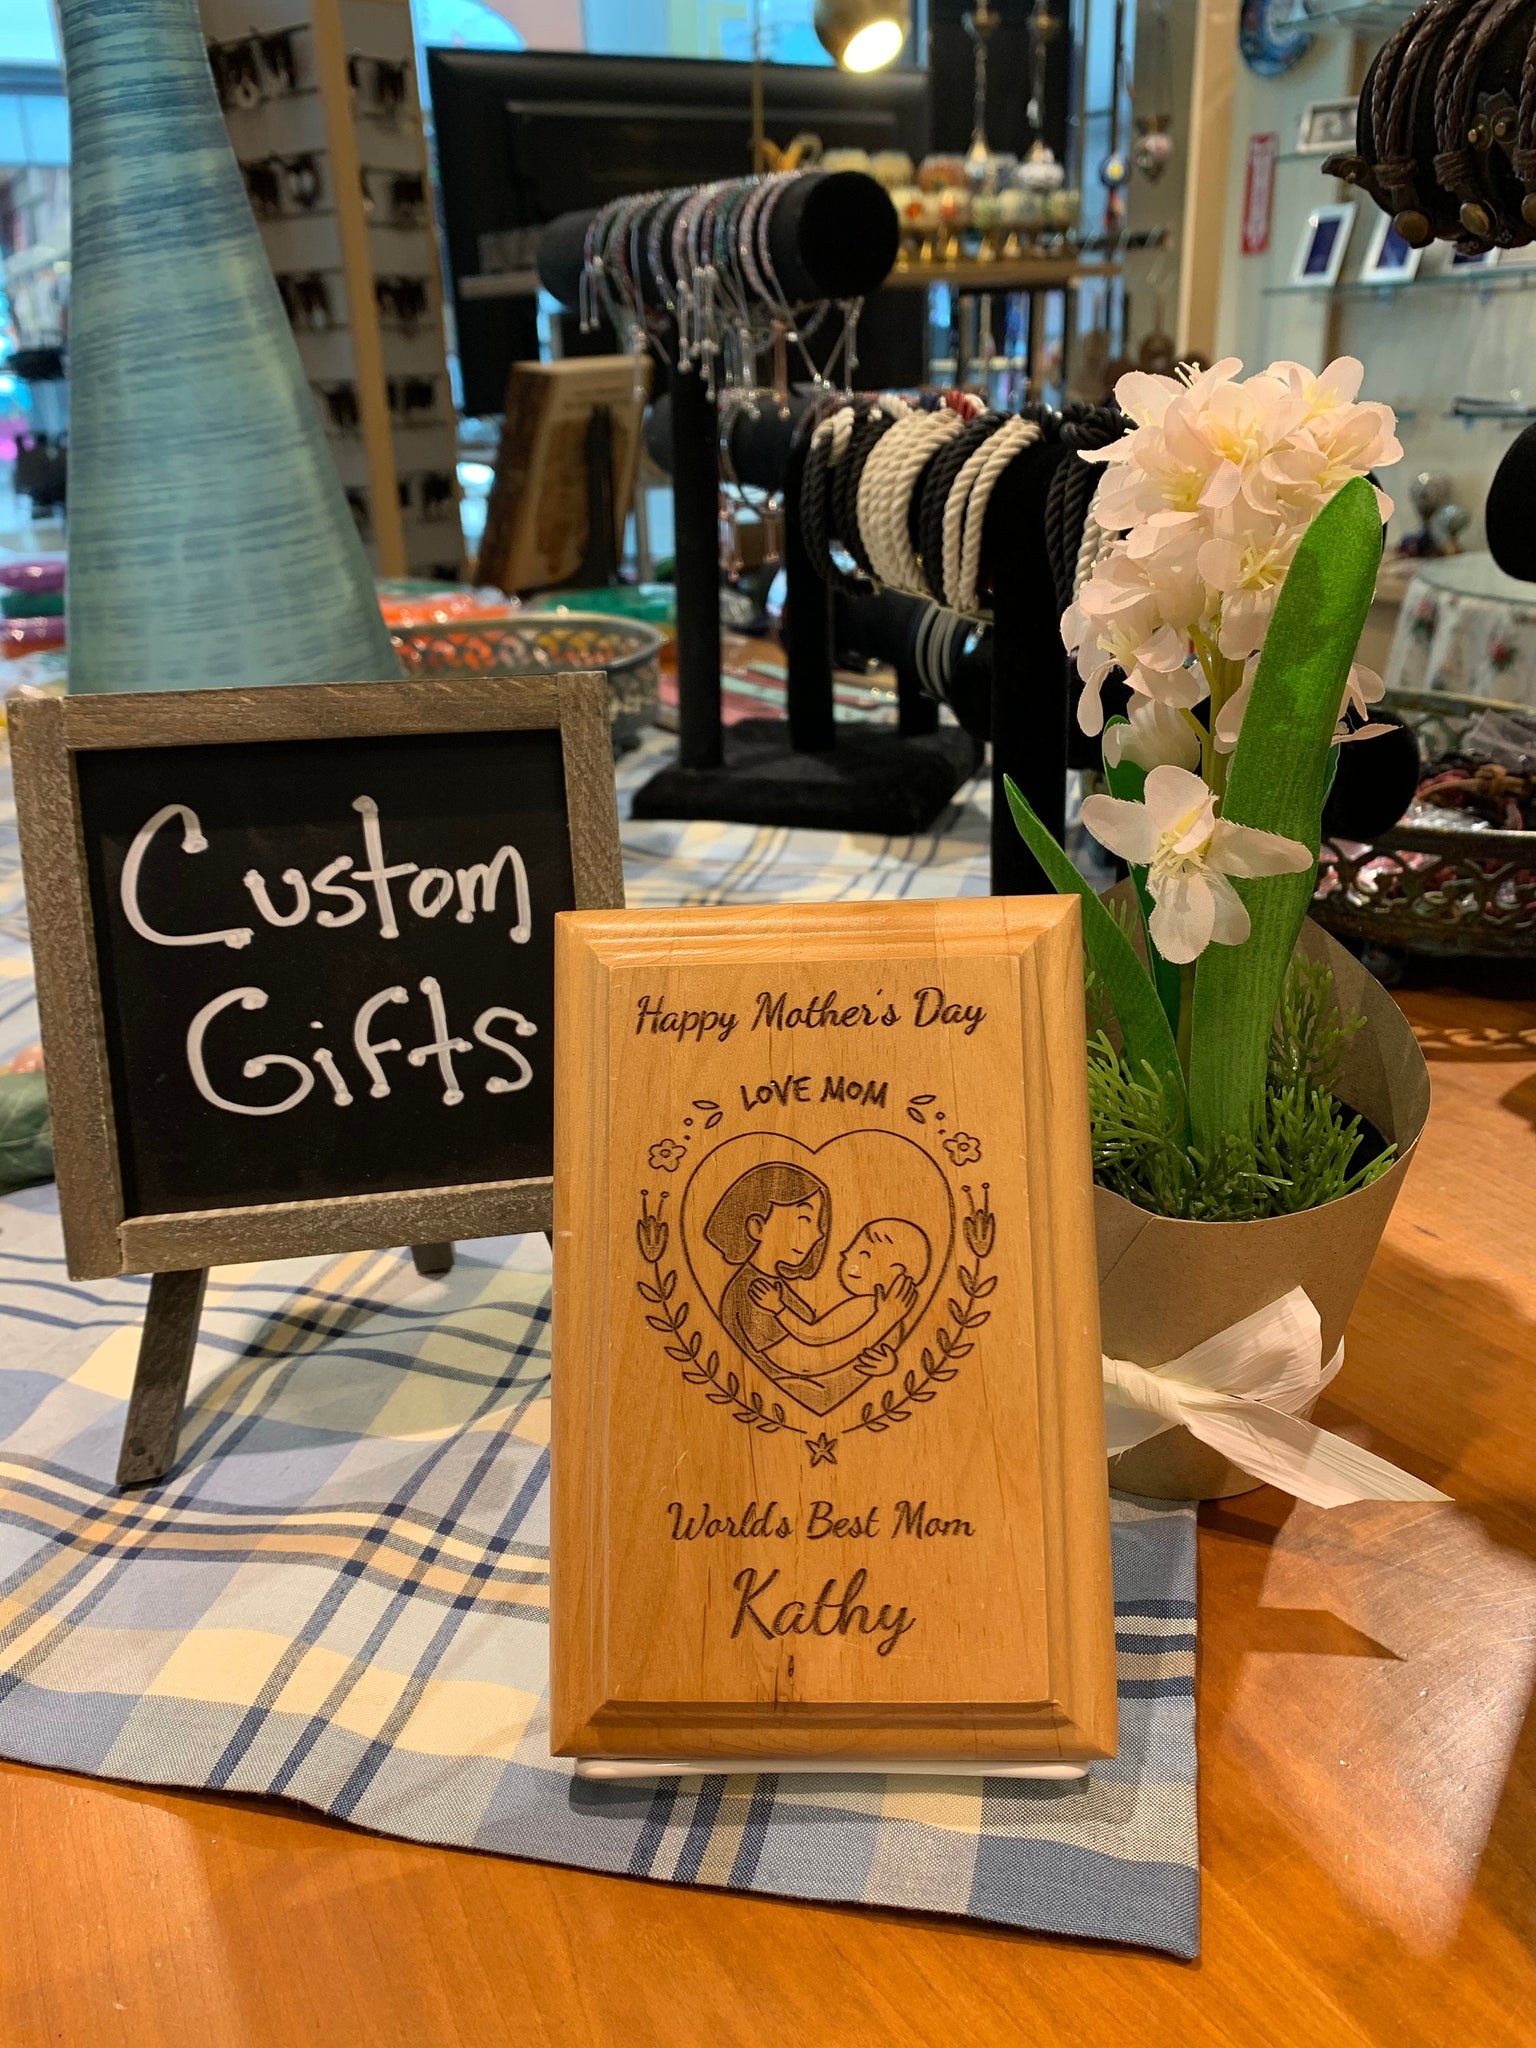 Custom
Gifts
Happy Mother's Day
LOVE MOM
World's Best Mom
Kathy